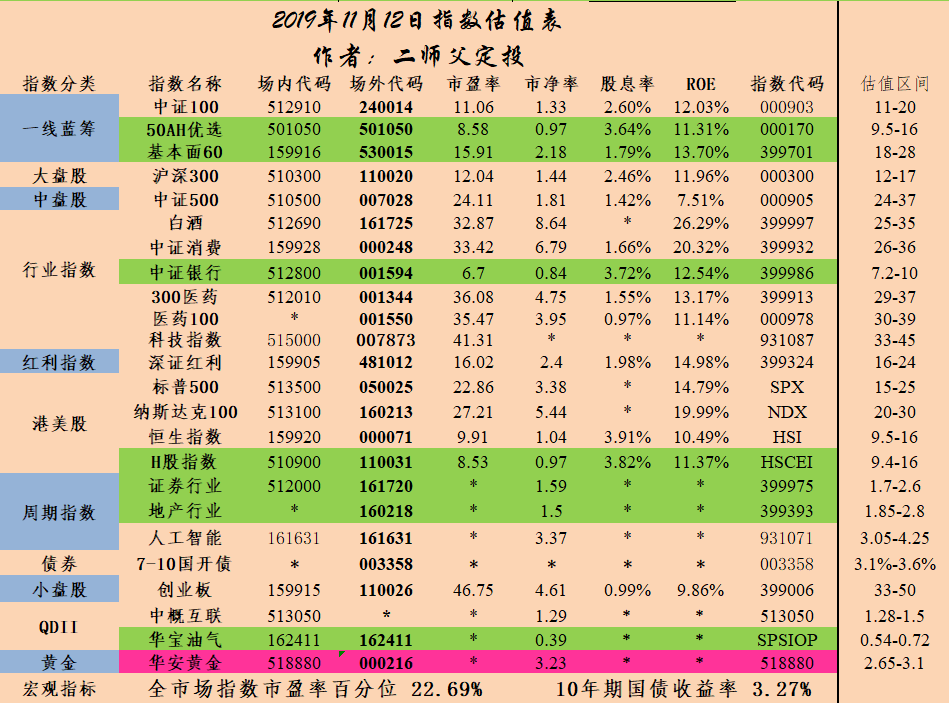 2019年11月12日指数估值表
作者：二师父定投
指数分类 指数名称 场内代码 场外代码 市盈率 市净率 股息率 ROE 指数代码 估值区间
一线蓝筹 中证100 512910 240014 11.06 1.33 2.60% 12.03% 000903 11-20
50AH优选 501050 501050 8.58 0.97 3.64% 11.31% 000170 9.5-16
基本面60 159916 530015 15.91 2.18 1.79% 13.70% 399701 18-28
大盘股 沪深300 510300 110020 12.04 1.44 2.46% 11.96% 000300 12-17
中盘股 中证500 510500 007028 24.11 1.81 1.42% 7.51% 000905 24-37
行业指数 白酒 512690 161725 32.87 8.64 * 26.29% 399997 25-35
中证消费 159928 000248 33.42 6.79 1.66% 20.32% 399932 26-36
中证银行 512800 001594 6.7 0.84 3.72% 12.54% 399986 7.2-10
300医药 512010 001344 36.08 4.75 1.55% 13.17% 399913 29-37
医药100 * 001550 35.47 3.95 0.97% 11.14% 000978 30-39
科技指数 515000 007873 41.31 * * * 931087 33-45
红利指数 深证红利 159905 481012 16.02 2.4 1.98% 14.98% 399324 16-24
港美股 标普500 513500 050025 22.86 3.38 * 14.79% SPX 15-25
纳斯达克100 513100 160213 27.21 5.44 * 19.99% NDX 20-30
恒生指数 159920 000071 9.91 1.04 3.91% 10.49% HSI 9.5-16
H股指数 510900 110031 8.53 0.97 3.82% 11.37% HSCEI 9.4-16
周期指数 证券行业 512000 161720 * 1.59 * * 399975 1.7-2.6
地产行业 * 160218 * 1.5 * * 399393 1.85-2.8
人工智能 161631 161631 * 3.37 * * 931071 3.05-4.25
债券 7-10国开债 * 003358 * * * * 003358 3.1%-3.6%
小盘股 创业板 159915 110026 46.75 4.61 0.99% 9.86% 399006 33-50
QDII 中概互联 513050 * * 1.29 * * 513050 1.28-1.5
华宝油气 162411 162411 * 0.39 * * SPSIOP 0.54-0.72
黄金 华安黄金 518880 000216 * 3.23 * * 518880 2.65-3.1
宏观指标 全市场指数市盈率百分位 22.69% 10年期国债收益率 3.27%